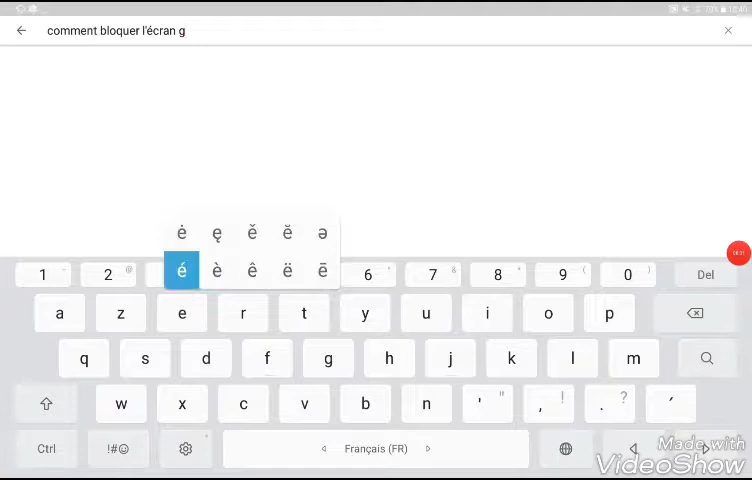 comment bloquer l'écran g
ė ę ě ĕ ə
é è ê ë ē
1 2 6 7 8 9 0 Del
a z e r t y u i o p
q s d f g h j k l m
w x c v b n ' , ! . ?
Ctrl !#☺ Français (FR)
Made with
VideoShow